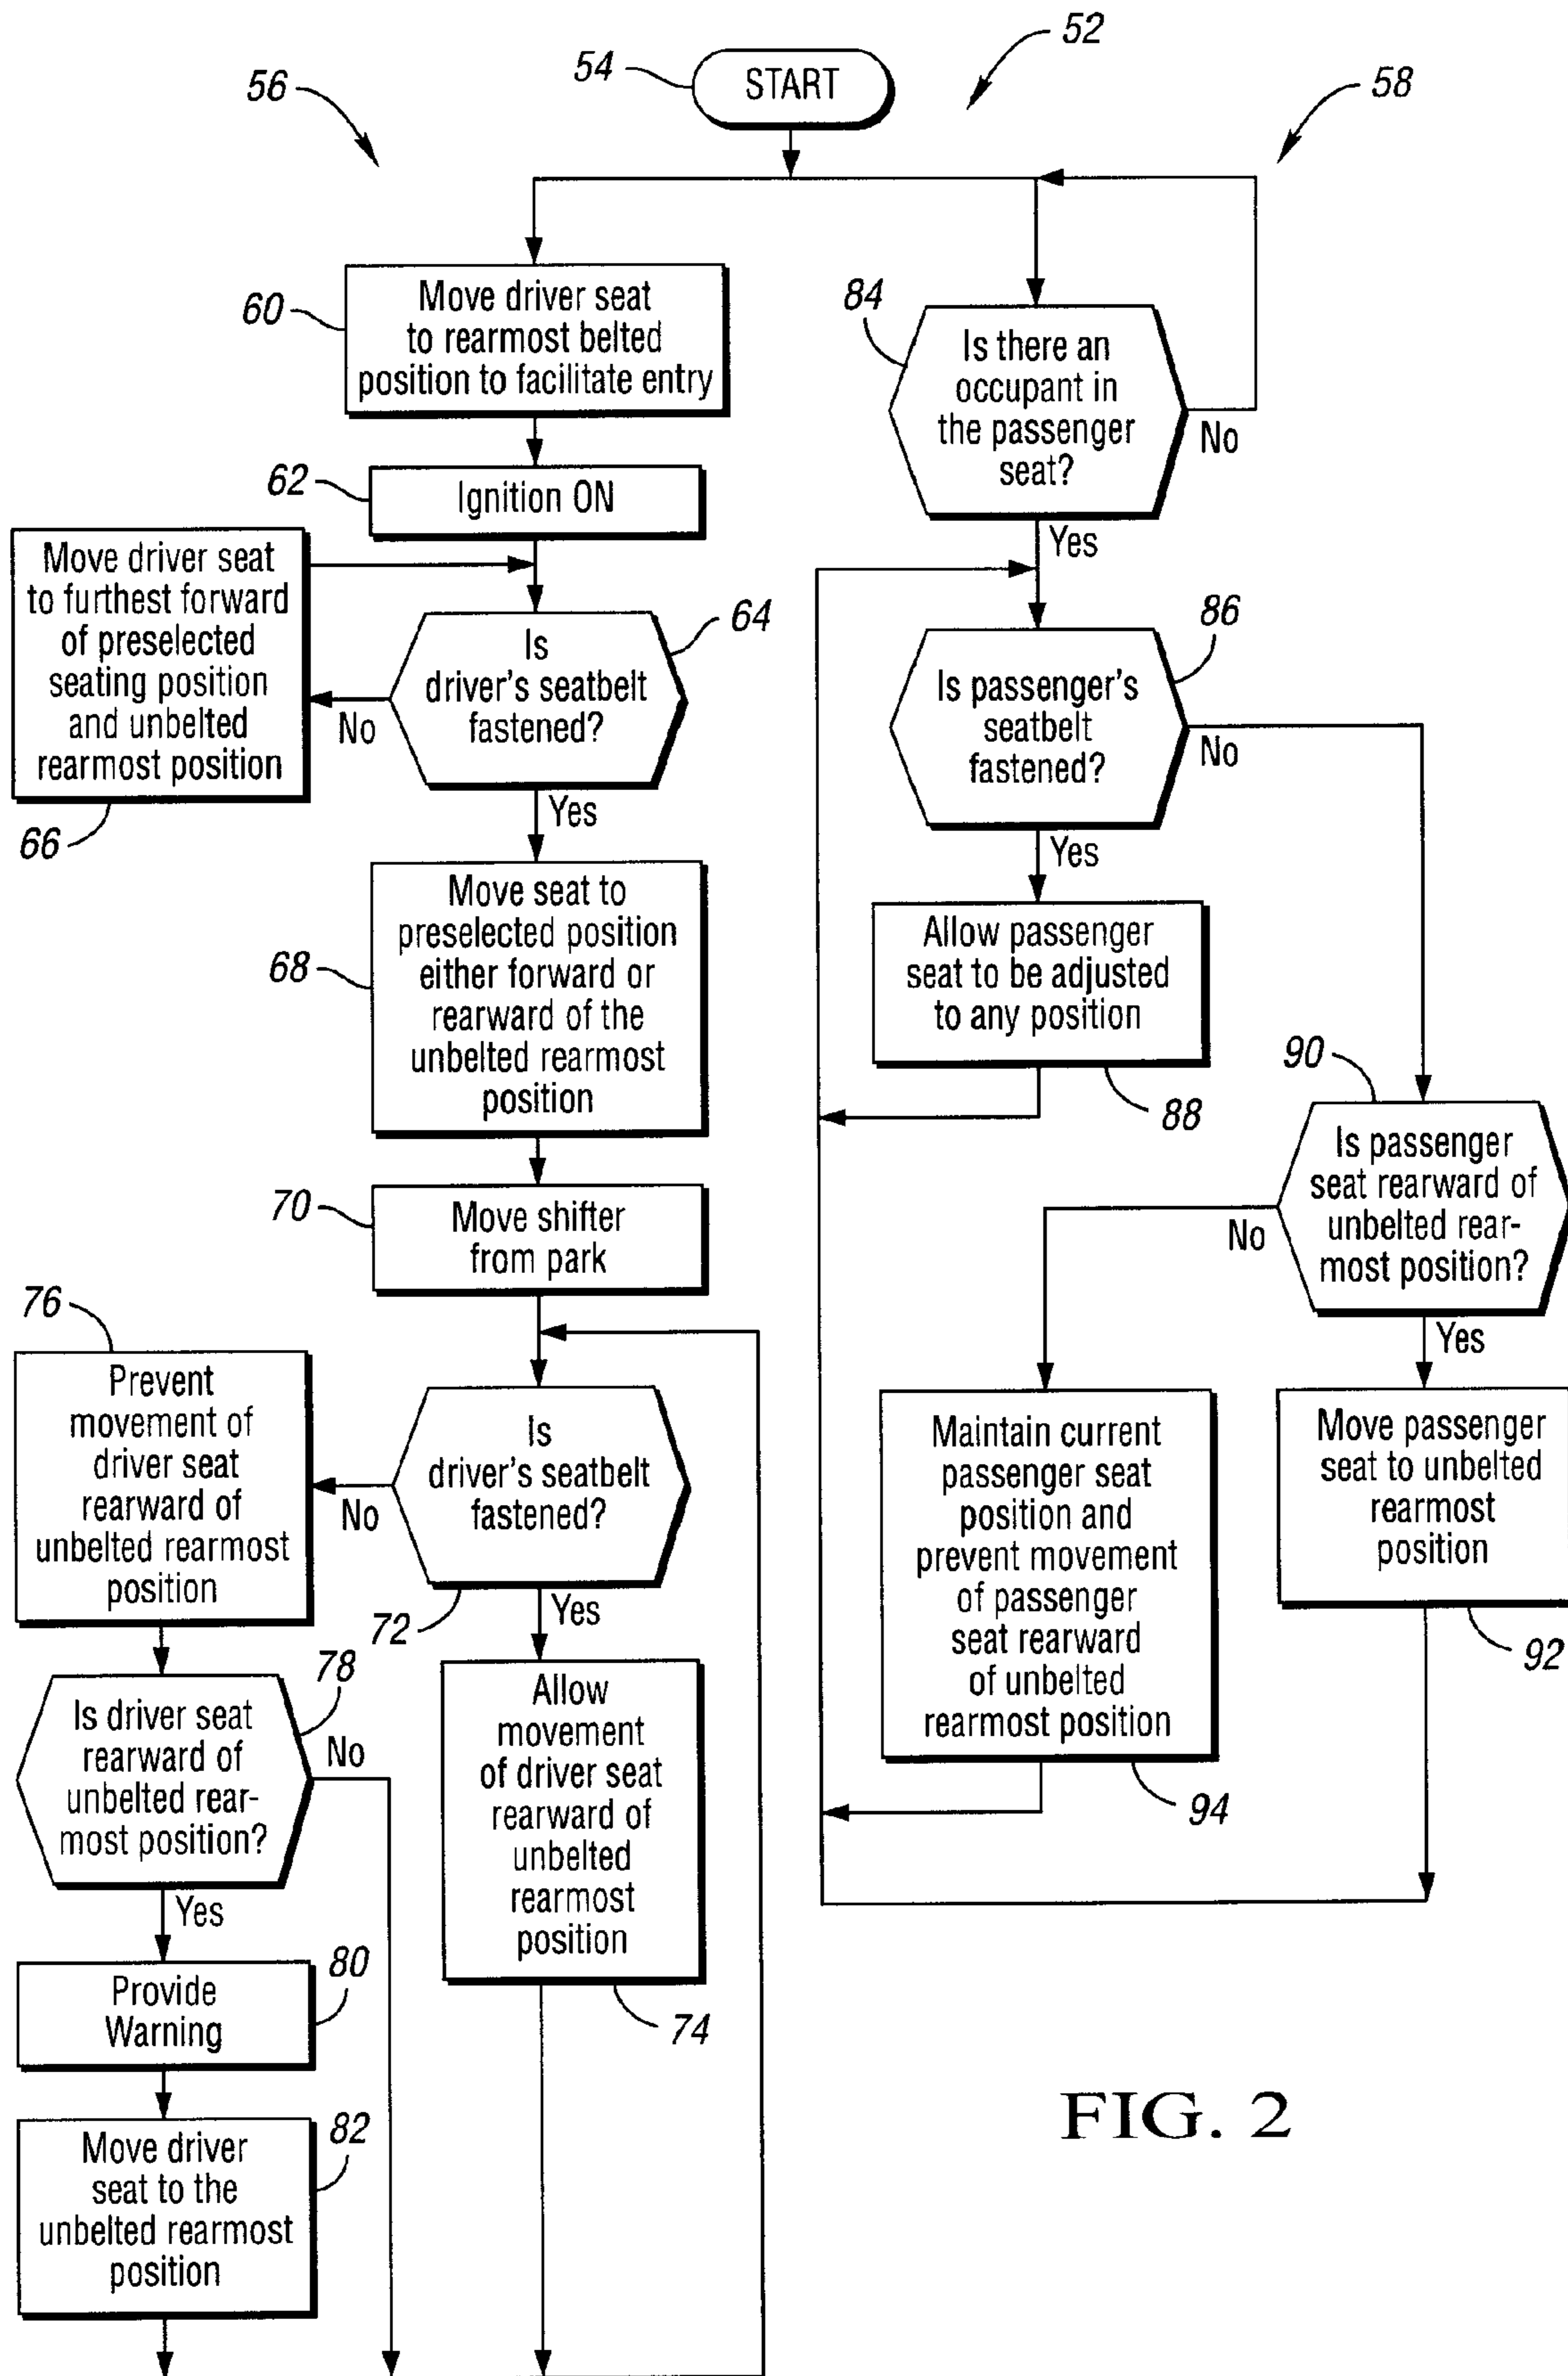 52
54
START
56
58
60
Move driver seat
to rearmost belted
position to facilitate entry
62
Ignition ON
Move driver seat
to furthest forward
of preselected
seating position
and unbelted
rearmost position
66
64
Is
driver's seatbelt
fastened?
No
Yes
68
Move seat to
preselected position
either forward or
rearward of the
unbelted rearmost
position
70
Move shifter
from park
76
Prevent
movement of
driver seat
rearward of
unbelted rearmost
position
Is
driver's seatbelt
fastened?
No
72
Yes
78
Is driver seat
rearward of
unbelted rear-
most position?
No
Yes
Allow
movement
of driver seat
rearward of
unbelted
rearmost
position
74
80
Provide
Warning
82
Move driver
seat to the
unbelted rearmost
position
84
Is there an
occupant in
the passenger
seat?
No
Yes
86
Is passenger's
seatbelt
fastened?
No
Yes
Allow passenger
seat to be adjusted
to any position
88
90
Is passenger
seat rearward of
unbelted rear-
most position?
No
Yes
Maintain current
passenger seat
position and
prevent movement
of passenger
seat rearward
of unbelted
rearmost position
94
Move passenger
seat to unbelted
rearmost
position
92
FIG. 2